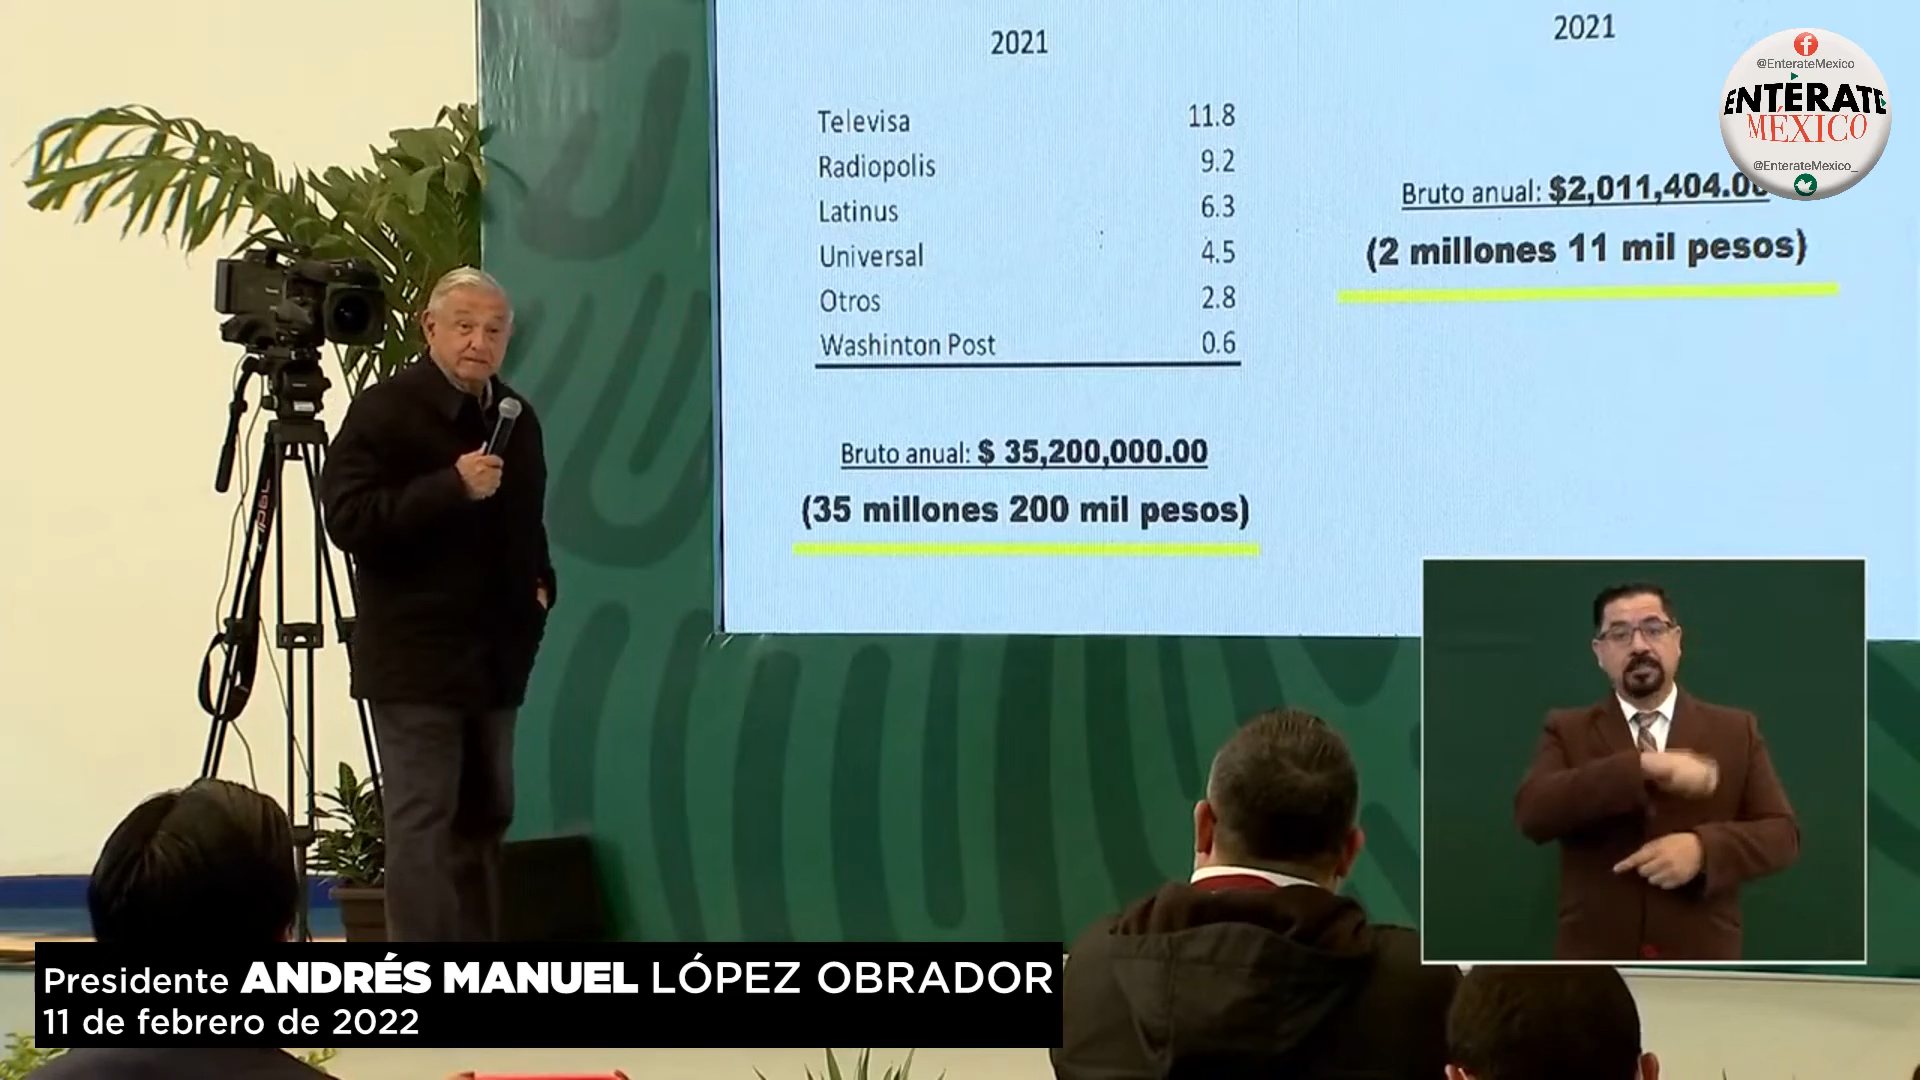 2021
Televisa 11.8
Radiopolis 9.2
Latinus 6.3
Universal 4.5
Otros 2.8
Washinton Post 0.6
Bruto anual: $ 35,200,000.00
(35 millones 200 mil pesos)
2021
Bruto anual: $2,011,404.00
(2 millones 11 mil pesos)
@EnterateMexico
ENTÉRATE
MÉXICO
@EnterateMexico_
Presidente ANDRÉS MANUEL LÓPEZ OBRADOR
11 de febrero de 2022